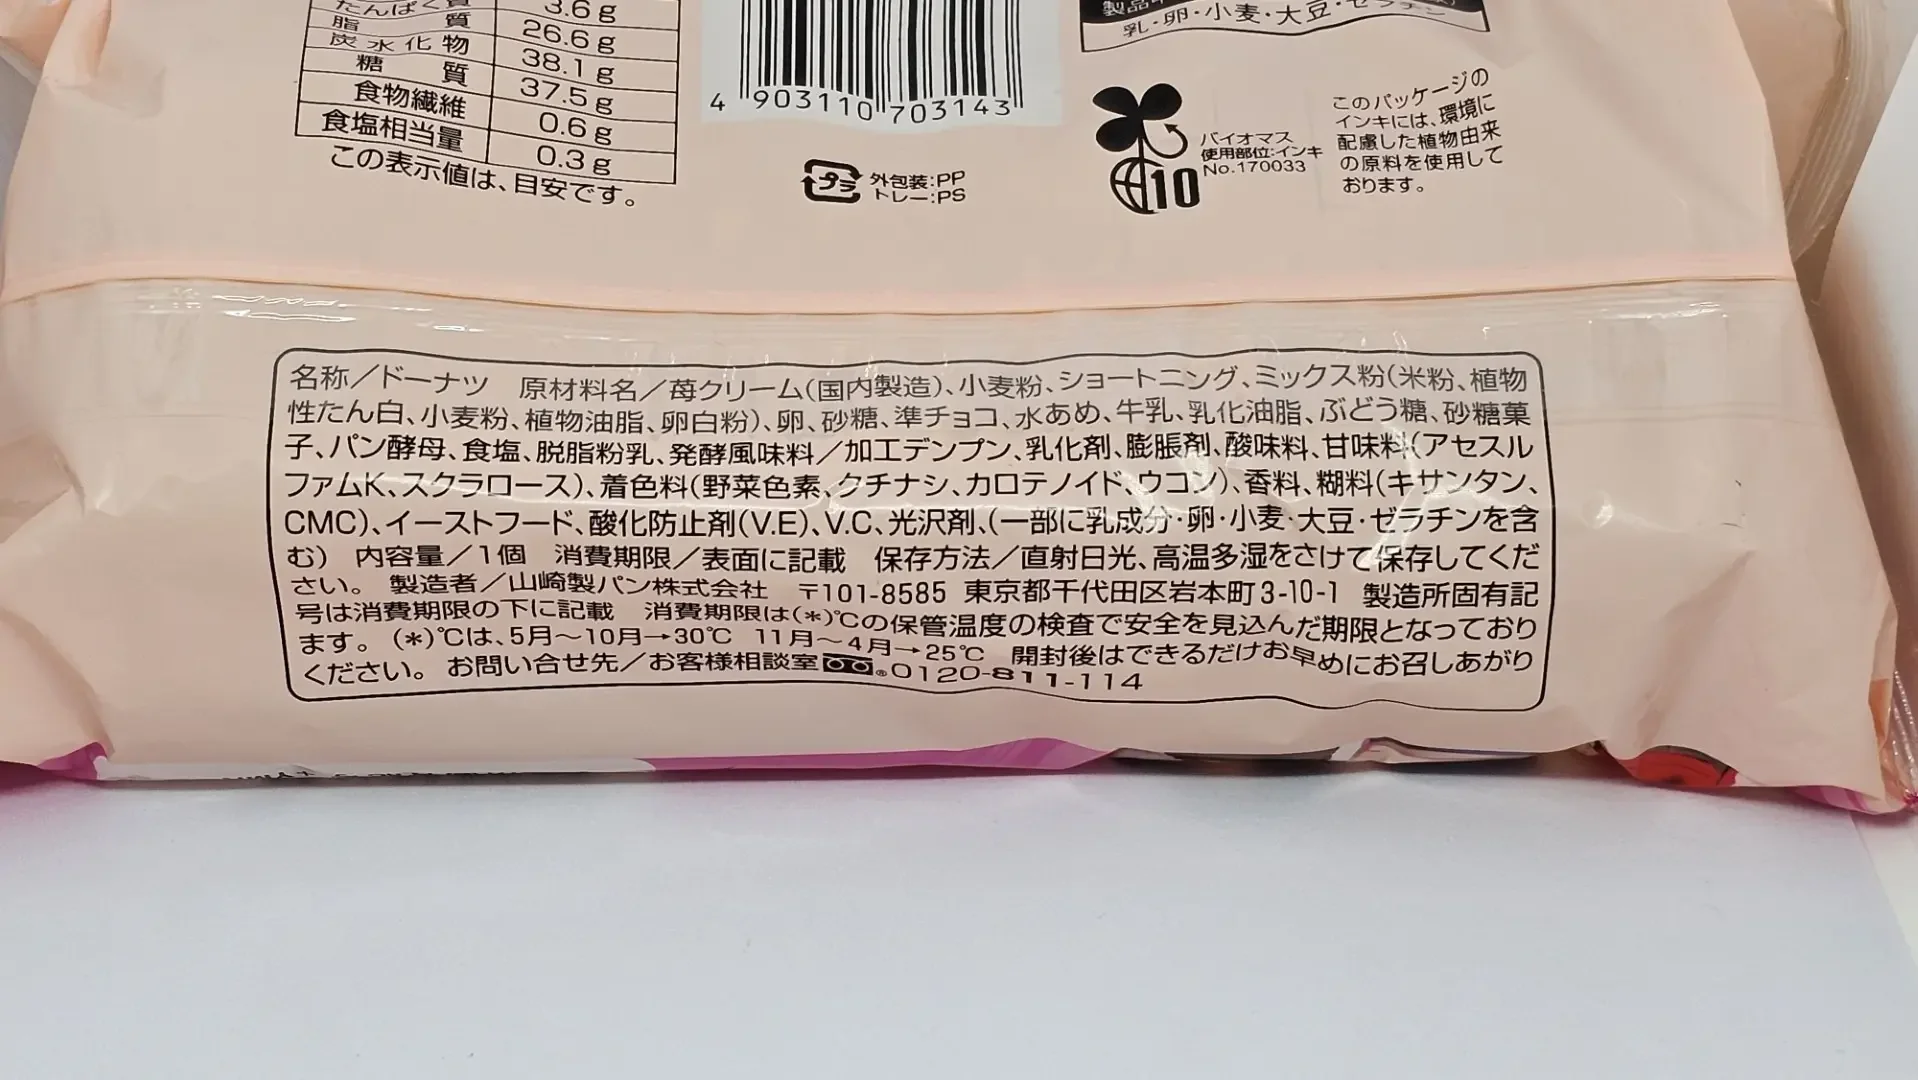 たんぱく質 3.6g
脂質 26.6g
炭水化物 38.1g
糖質 37.5g
食物繊維 0.6g
食塩相当量 0.3g
この表示値は、目安です。
4 903110 703143
プラ
外包装:PP
トレー:PS
乳・卵・小麦・大豆・ゼラチン
バイオマス
使用部位:インキ
No.170033
10
このパッケージの
インキには、環境に
配慮した植物由来
の原料を使用して
おります。
名称/ドーナツ 原材料名/苺クリーム(国内製造)、小麦粉、ショートニング、ミックス粉(米粉、植物
性たん白、小麦粉、植物油脂、卵白粉)、卵、砂糖、準チョコ、水あめ、牛乳、乳化油脂、ぶどう糖、砂糖菓
子、パン酵母、食塩、脱脂粉乳、発酵風味料/加工デンプン、乳化剤、膨脹剤、酸味料、甘味料(アセスル
ファムK、スクラロース)、着色料(野菜色素、クチナシ、カロテノイド、ウコン)、香料、糊料(キサンタン、
CMC)、イーストフード、酸化防止剤(V.E)、V.C、光沢剤、(一部に乳成分・卵・小麦・大豆・ゼラチンを含
む) 内容量/1個 消費期限/表面に記載 保存方法/直射日光、高温多湿をさけて保存してくだ
さい。 製造者/山崎製パン株式会社 〒101-8585 東京都千代田区岩本町3-10-1 製造所固有記
号は消費期限の下に記載 消費期限は(*)℃の保管温度の検査で安全を見込んだ期限となっており
ます。(*)℃は、5月~10月→30℃ 11月~4月→25℃ 開封後はできるだけお早めにお召しあがり
ください。 お問い合せ先/お客様相談室 ®0120-811-114